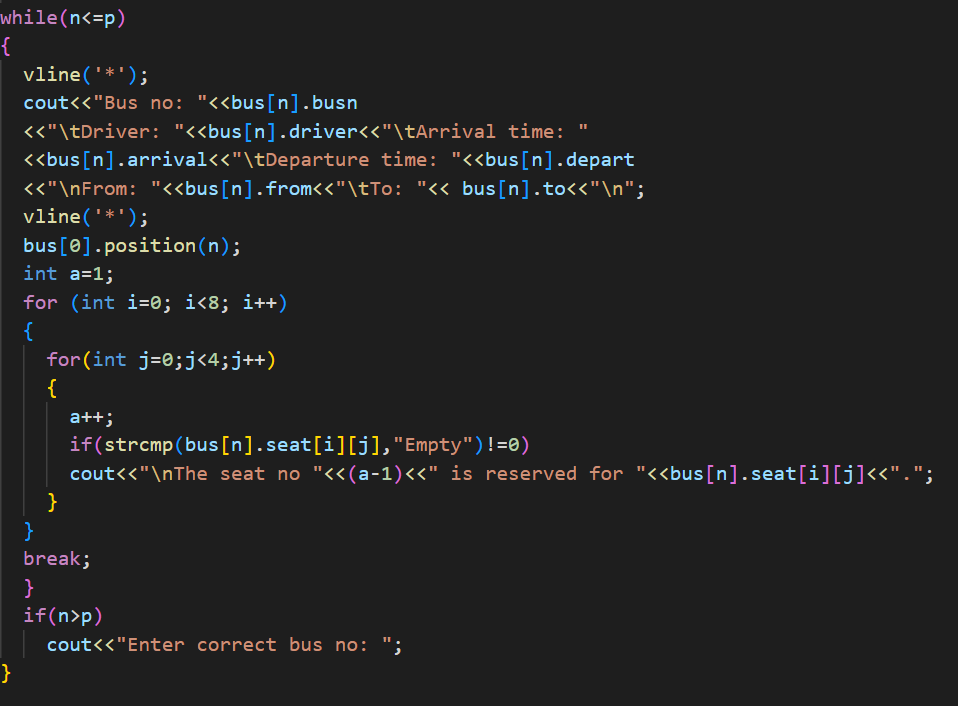 while(n<=p)
{
vline('*');
cout<<"Bus no: "<<bus[n].busn
<<"\tDriver: "<<bus[n].driver<<"\tArrival time: "
<<bus[n].arrival<<"\tDeparture time: "<<bus[n].depart
<<"\nFrom: "<<bus[n].from<<"\tTo: "<< bus[n].to<<"\n";
vline('*');
bus[0].position(n);
int a=1;
for (int i=0; i<8; i++)
{
for(int j=0;j<4;j++)
{
a++;
if(strcmp(bus[n].seat[i][j],"Empty")!=0)
cout<<"\nThe seat no "<<(a-1)<<" is reserved for "<<bus[n].seat[i][j]<<".";
}
}
break;
}
if(n>p)
cout<<"Enter correct bus no: ";
}